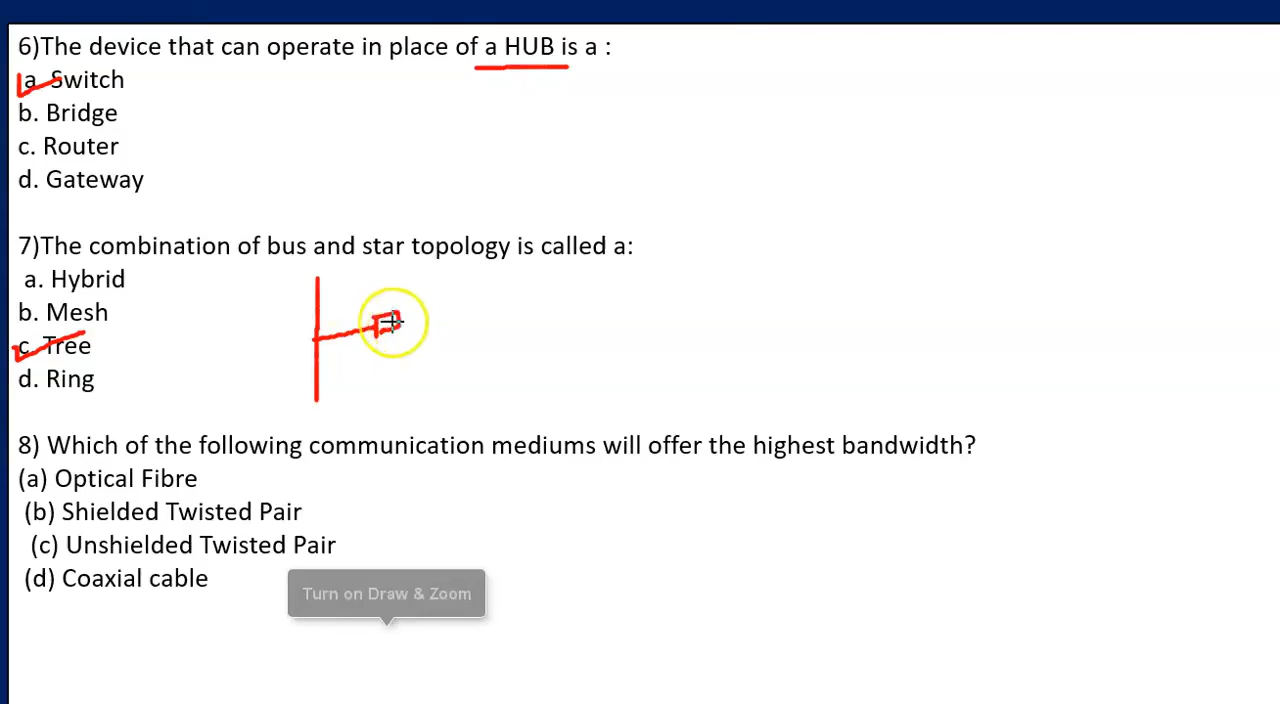 6)The device that can operate in place of a HUB is a :
a. Switch
b. Bridge
c. Router
d. Gateway
7)The combination of bus and star topology is called a:
a. Hybrid
b. Mesh
c. Tree
d. Ring
8) Which of the following communication mediums will offer the highest bandwidth?
(a) Optical Fibre
(b) Shielded Twisted Pair
(c) Unshielded Twisted Pair
(d) Coaxial cable
Turn on Draw & Zoom